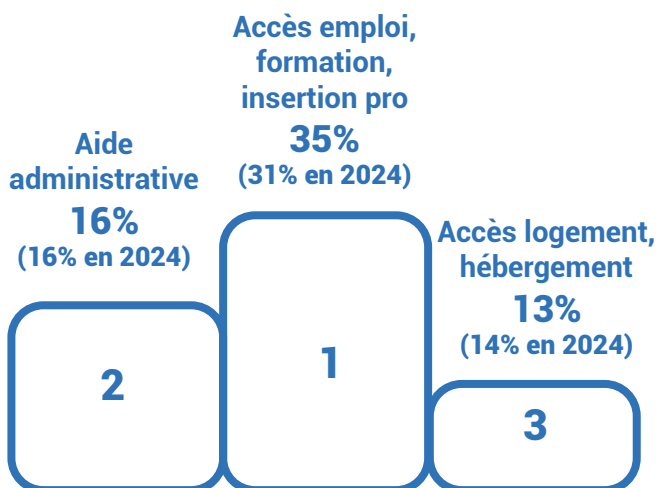 Accès emploi,
formation,
insertion pro
35%
(31% en 2024)
Aide
administrative
16%
(16% en 2024)
Accès logement,
hébergement
13%
(14% en 2024)
2
1
3